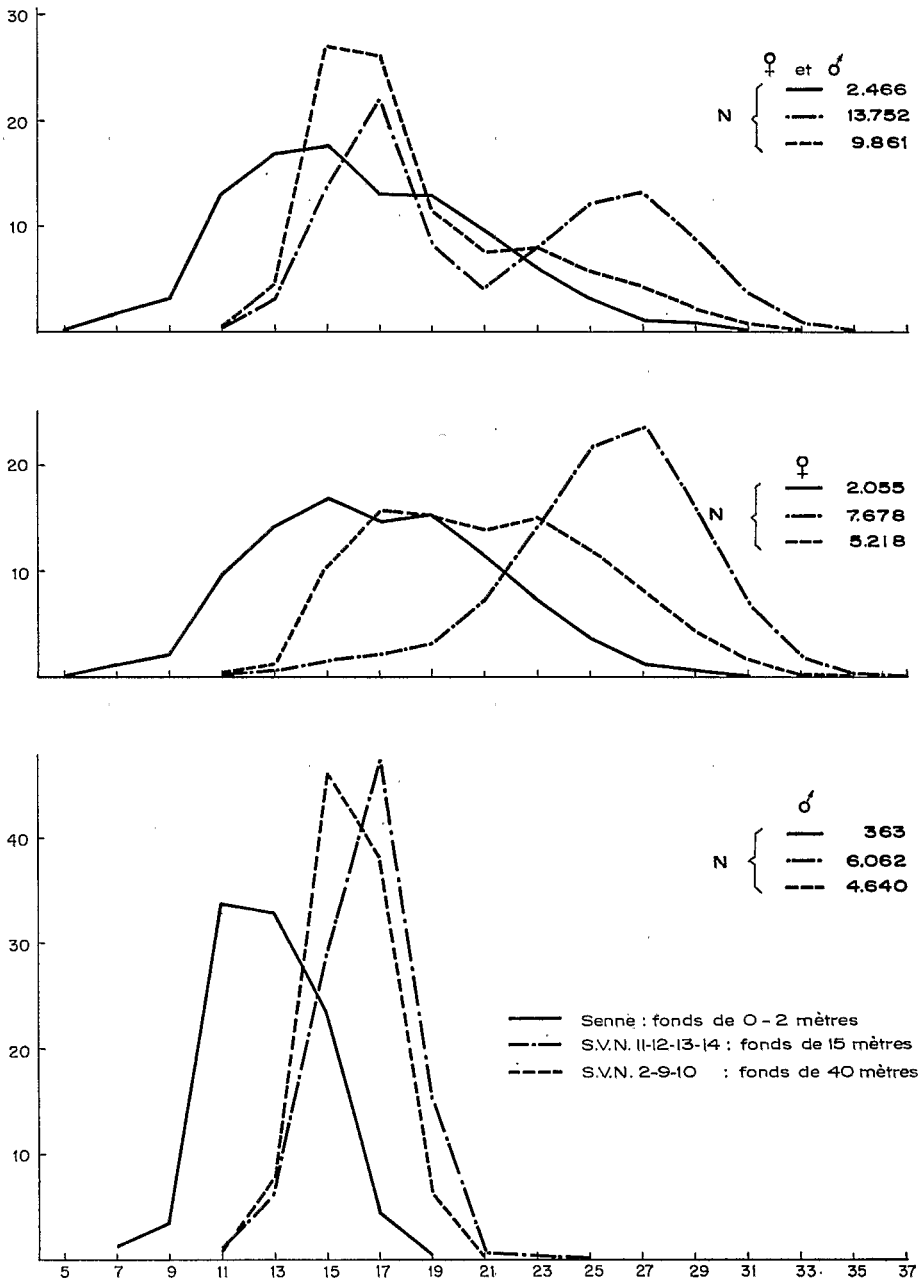 30
20
10
♀ et ♂
N
2.466
13.752
9.861
20
10
♀
N
2.055
7.678
5.218
40
30
20
10
♂
N
363
6.062
4.640
Senne : fonds de 0-2 mètres
S.V.N. 11-12-13-14 : fonds de 15 mètres
S.V.N. 2-9-10 : fonds de 40 mètres
5 7 9 11 13 15 17 19 21 23 25 27 29 31 33 35 37